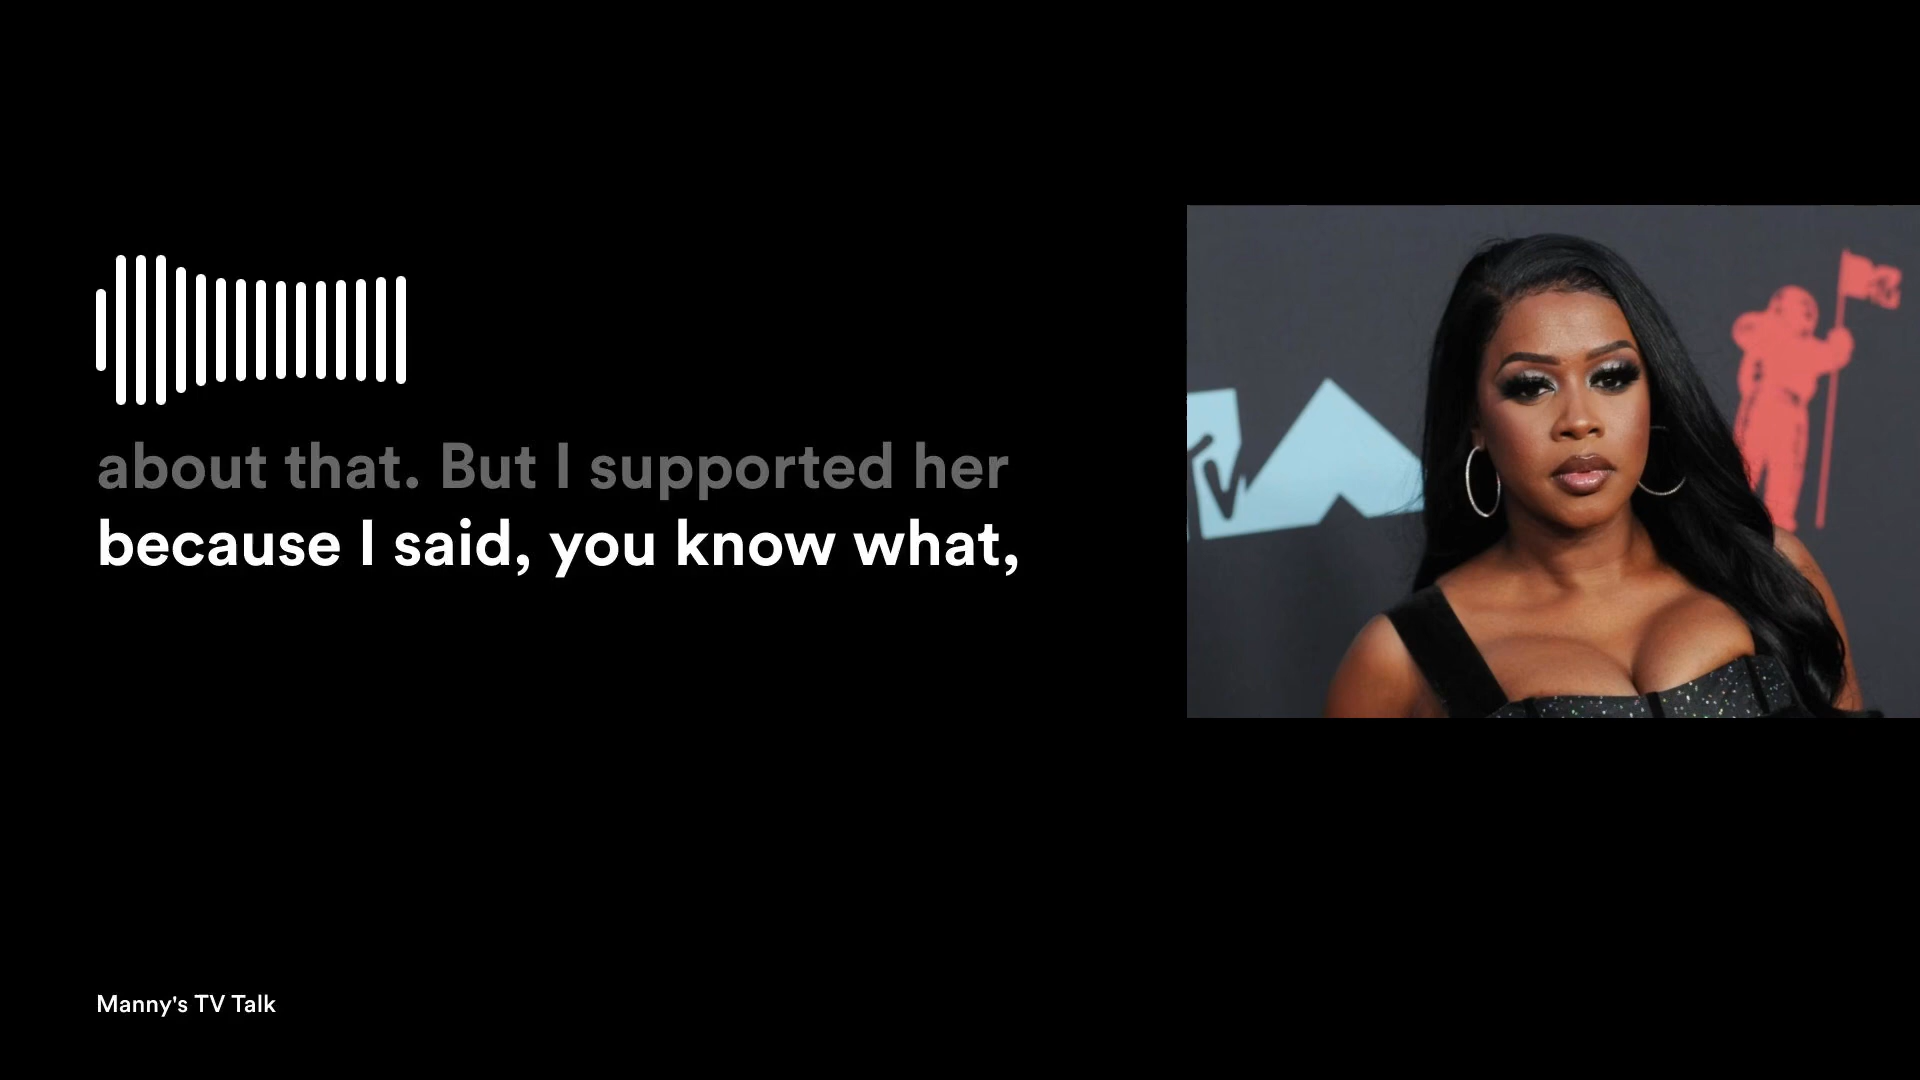 about that. But I supported her
because I said, you know what,
Manny's TV Talk